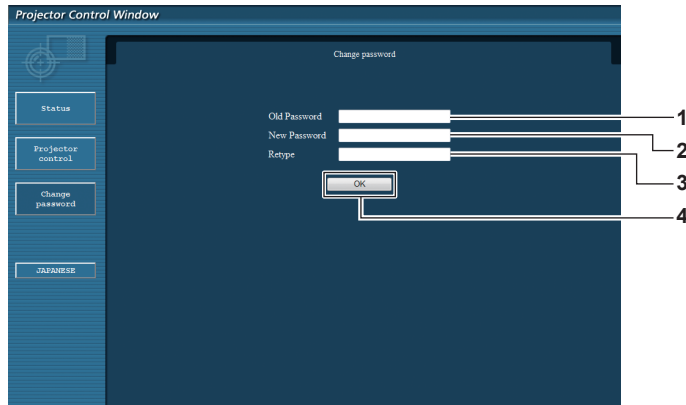 Projector Control Window
Change password
Status
Projector
control
Change
password
JAPANESE
Old Password
New Password
Retype
OK
1
2
3
4